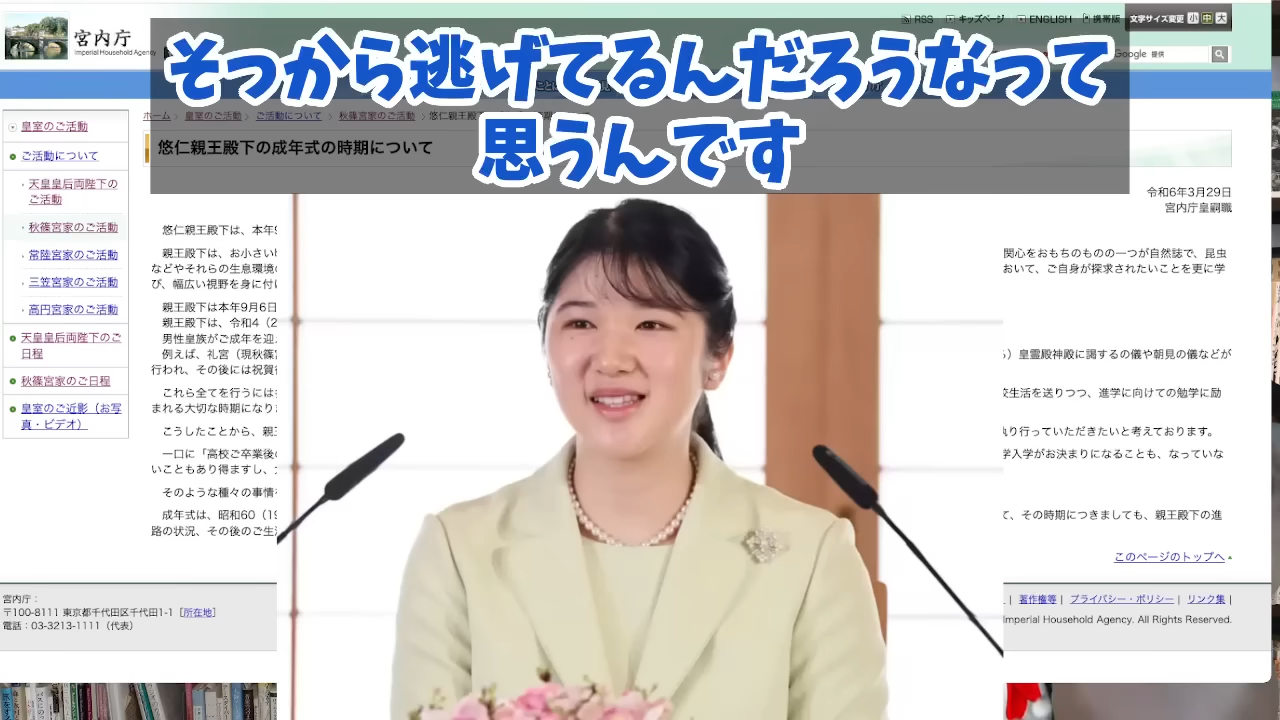 そっから逃げてるんだろうなって
思うんです
宮内庁
Imperial Household Agency
RSS
キッズページ
ENGLISH
携帯版
文字サイズ変更 小 中 大
Google 提供
ホーム 〉 皇室のご活動 〉 ご活動について 〉 秋篠宮家のご活動 〉 悠仁親王殿
悠仁親王殿下の成年式の時期について
皇室のご活動
ご活動について
天皇皇后両陛下の
ご活動
秋篠宮家のご活動
常陸宮家のご活動
三笠宮家のご活動
高円宮家のご活動
天皇皇后両陛下のご
日程
秋篠宮家のご日程
皇室のご近影（お写
真・ビデオ）
令和6年3月29日
宮内庁皇嗣職
悠仁親王殿下は、本年
親王殿下は、お小さい
関心をおもちのものの一つが自然誌で、昆虫
などやそれらの生息環境
おいて、ご自身が探求されたいことを更に学
び、幅広い視野を身に付
親王殿下は本年9月6日
親王殿下は、令和4（2
男性皇族がご成年を迎
例えば、礼宮（現秋篠
）皇霊殿神殿に謁するの儀や朝見の儀などが
行われ、その後には祝賀
これら全てを行うには
生活を送りつつ、進学に向けての勉学に励
まれる大切な時期になり
こうしたことから、親
り行っていただきたいと考えております。
一口に「高校ご卒業後
学入学がお決まりになることも、なっていな
いこともあり得ますし、
そのような種々の事情
成年式は、昭和60（19
て、その時期につきましても、親王殿下の進
路の状況、その後のご生
このページのトップへ
宮内庁：
〒100-8111 東京都千代田区千代田1-1［所在地］
電話：03-3213-1111（代表）
| 著作権等 | プライバシー・ポリシー | リンク集 |
Imperial Household Agency. All Rights Reserved.